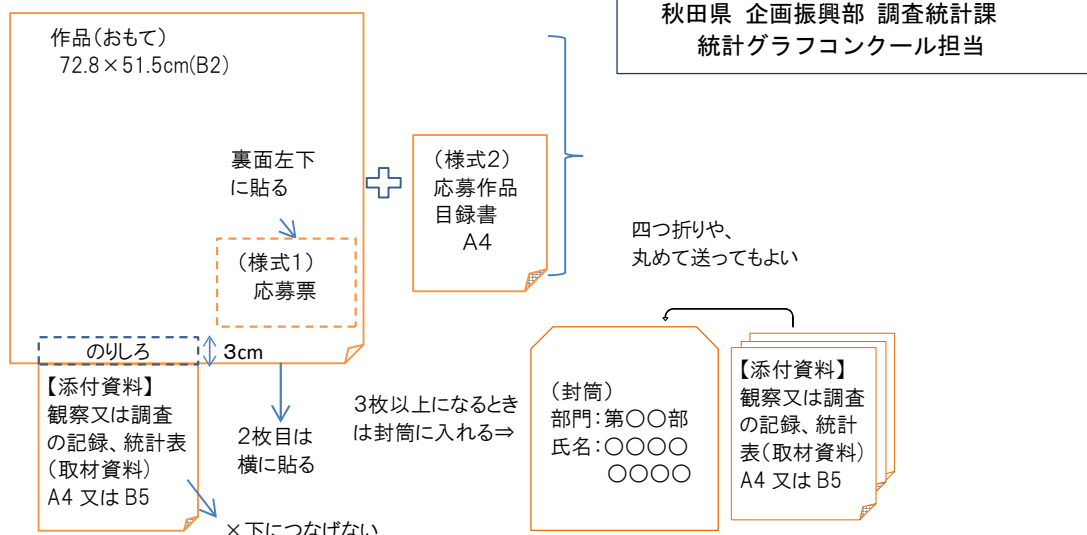 秋田県 企画振興部 調査統計課
統計グラフコンクール担当
作品(おもて)
72.8×51.5cm(B2)
裏面左下
に貼る
(様式1)
応募票
(様式2)
応募作品
目録書
A4
四つ折りや、
丸めて送ってもよい
のりしろ
3cm
【添付資料】
観察又は調査
の記録、統計表
(取材資料)
A4 又は B5
2枚目は
横に貼る
×下につなげない
3枚以上になるとき
は封筒に入れる⇒
(封筒)
部門:第〇〇部
氏名:〇〇〇〇
〇〇〇〇
【添付資料】
観察又は調査
の記録、統計
表(取材資料)
A4 又は B5